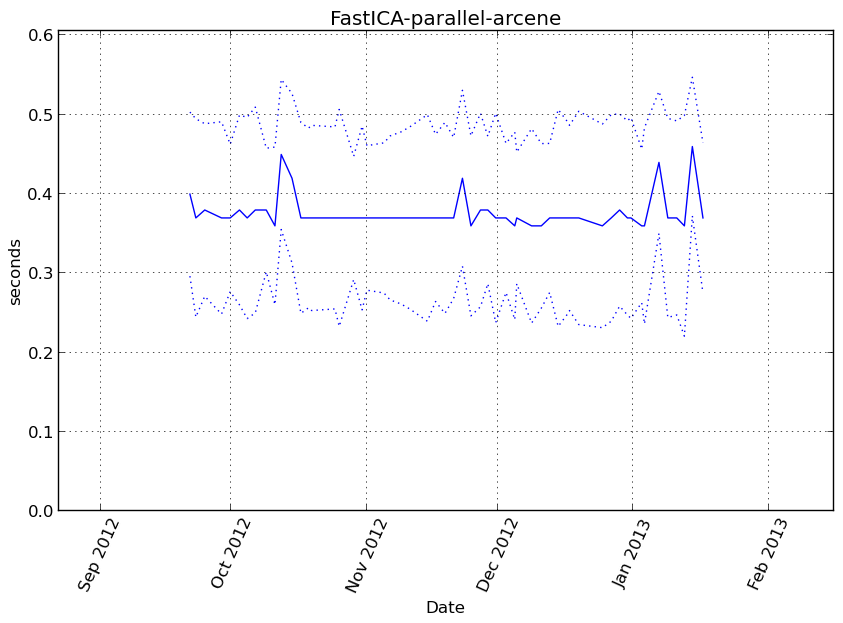 FastICA-parallel-arcene
0.6
0.5
0.4
0.3
0.2
0.1
0.0
seconds
Sep 2012
Oct 2012
Nov 2012
Dec 2012
Jan 2013
Feb 2013
Date